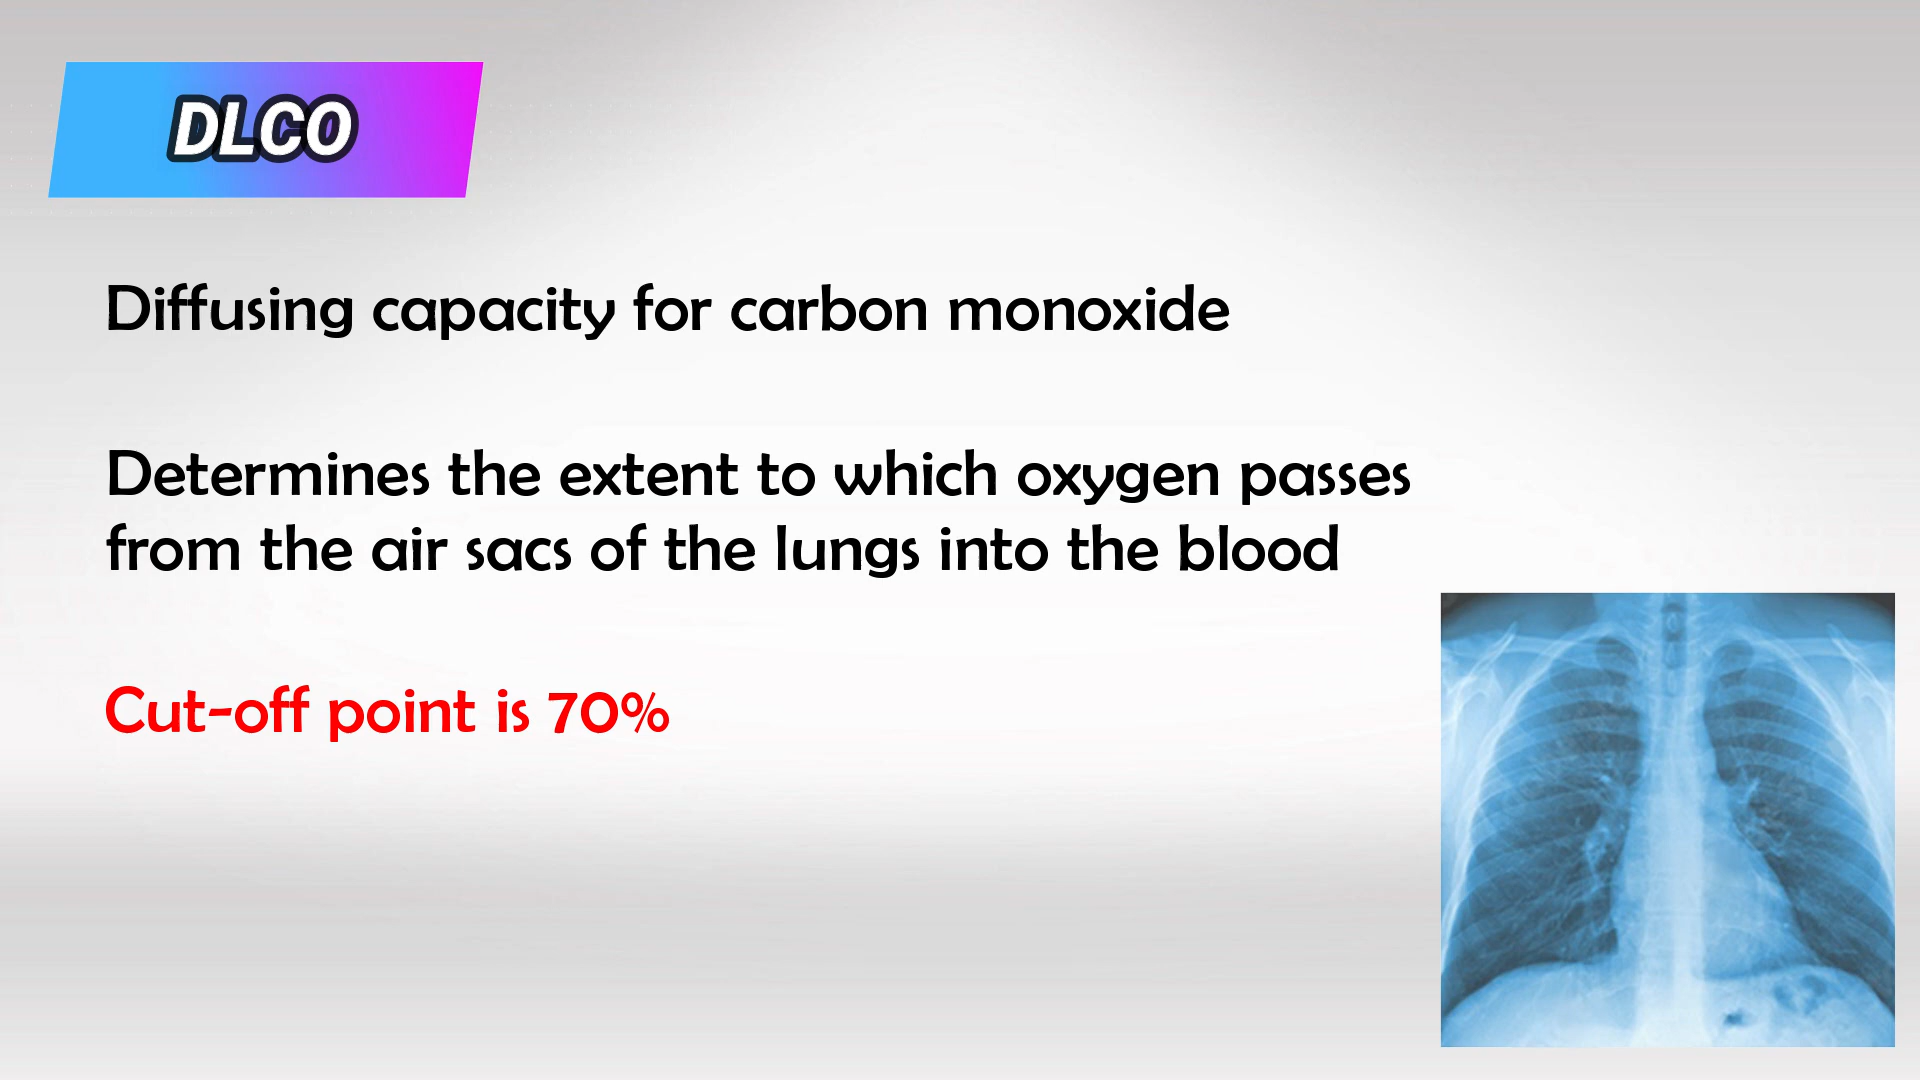 DLCO
Diffusing capacity for carbon monoxide
Determines the extent to which oxygen passes
from the air sacs of the lungs into the blood
Cut-off point is 70%